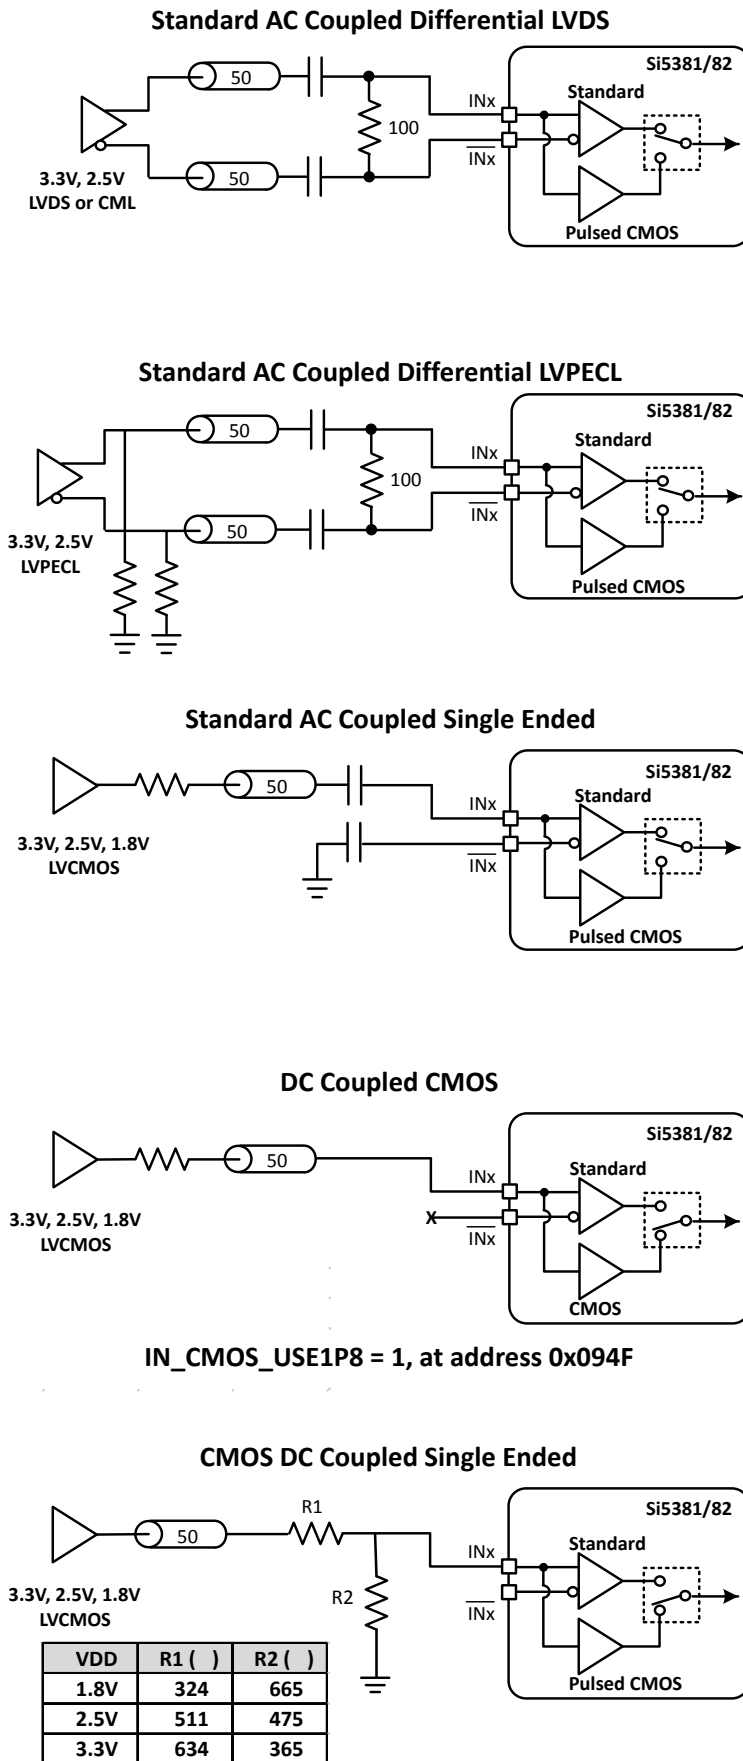 Standard AC Coupled Differential LVDS
Si5381/82
50
INx
Standard
100
50
INx
3.3V, 2.5V
LVDS or CML
Pulsed CMOS
Standard AC Coupled Differential LVPECL
Si5381/82
50
Standard
INx
100
INx
50
3.3V, 2.5V
LVPECL
Pulsed CMOS
Standard AC Coupled Single Ended
Si5381/82
50
Standard
INx
3.3V, 2.5V, 1.8V
LVCMOS
INx
Pulsed CMOS
DC Coupled CMOS
Si5381/82
50
INx
Standard
3.3V, 2.5V, 1.8V
LVCMOS
X
INx
CMOS
IN_CMOS_USE1P8 = 1, at address 0x094F
CMOS DC Coupled Single Ended
R1
Si5381/82
50
INx
Standard
3.3V, 2.5V, 1.8V
LVCMOS
R2
INx
Pulsed CMOS
VDD R1 ( ) R2 ( )
1.8V 324 665
2.5V 511 475
3.3V 634 365